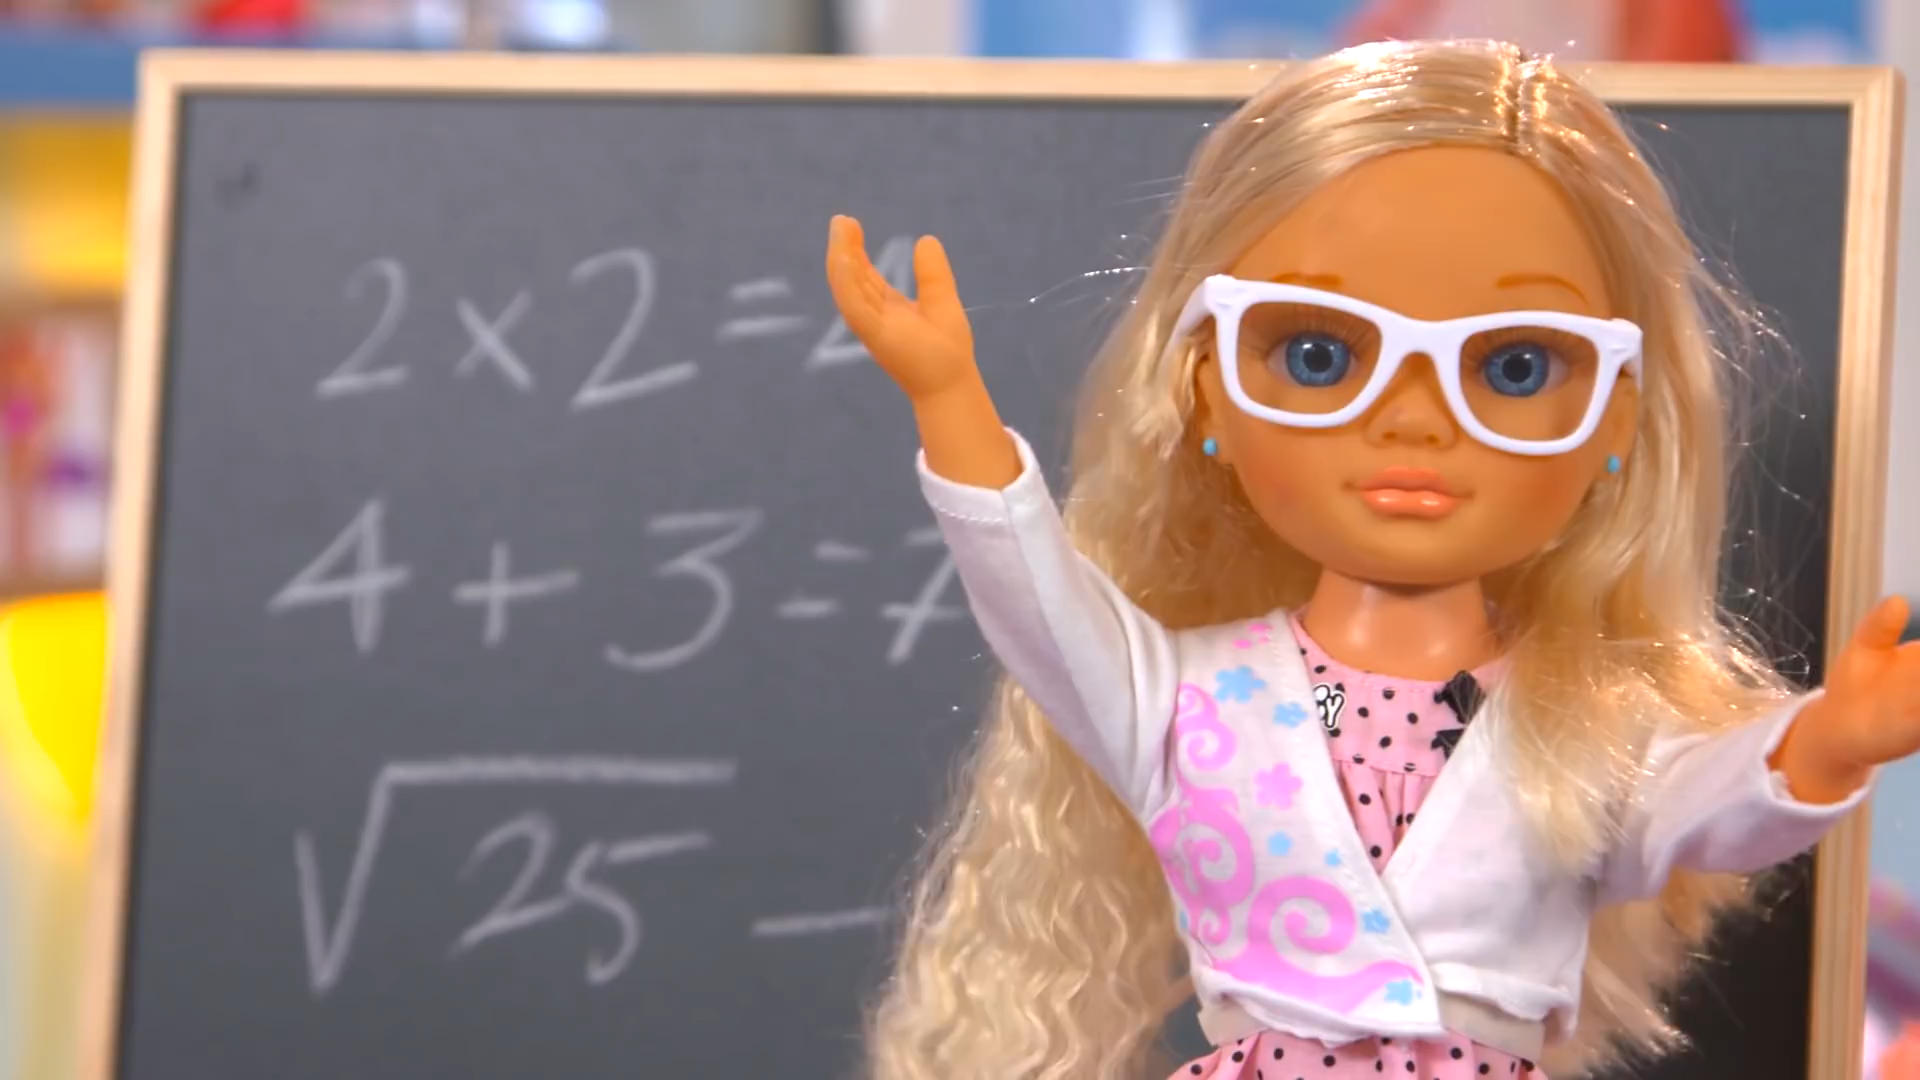 2 x 2 = 4
4 + 3 = 7
√25 –